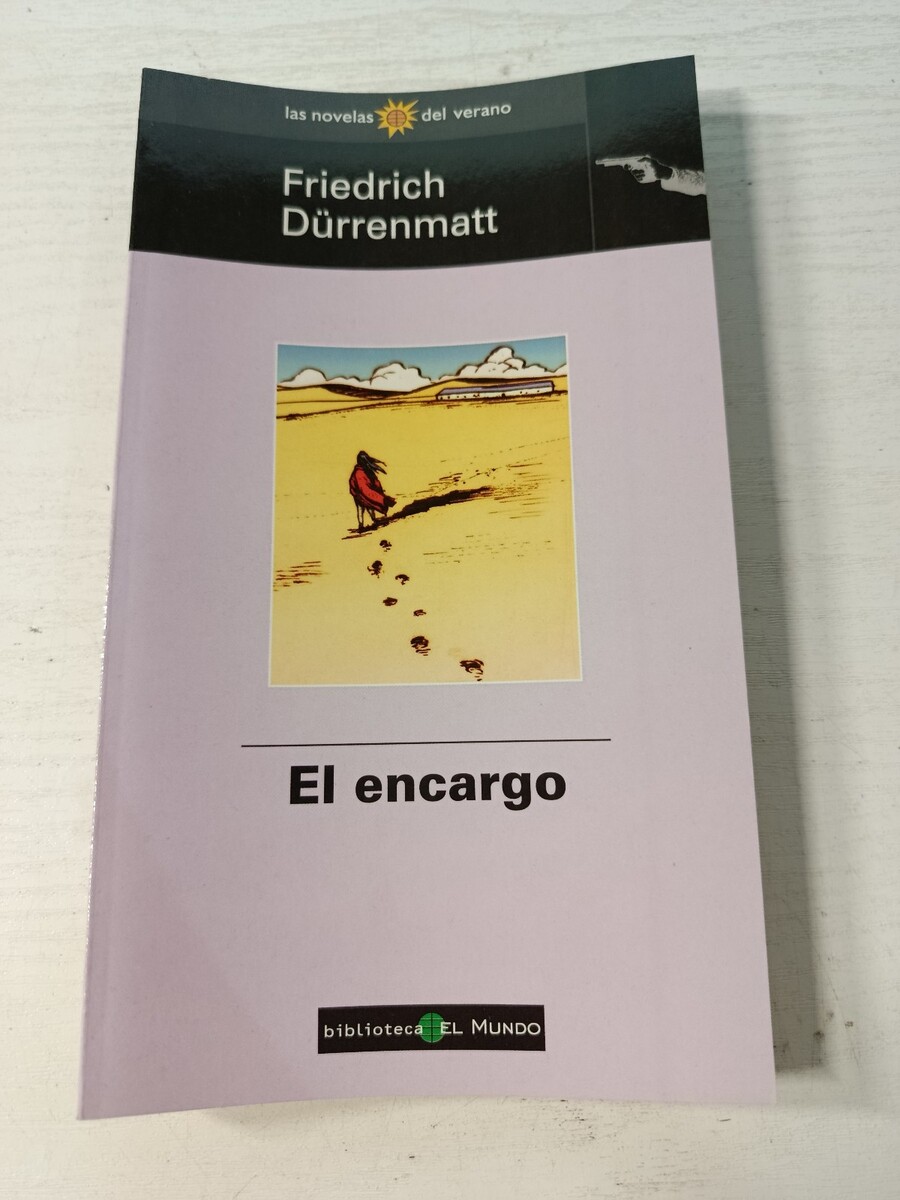 las novelas del verano
Friedrich
Dürrenmatt
El encargo
biblioteca EL MUNDO